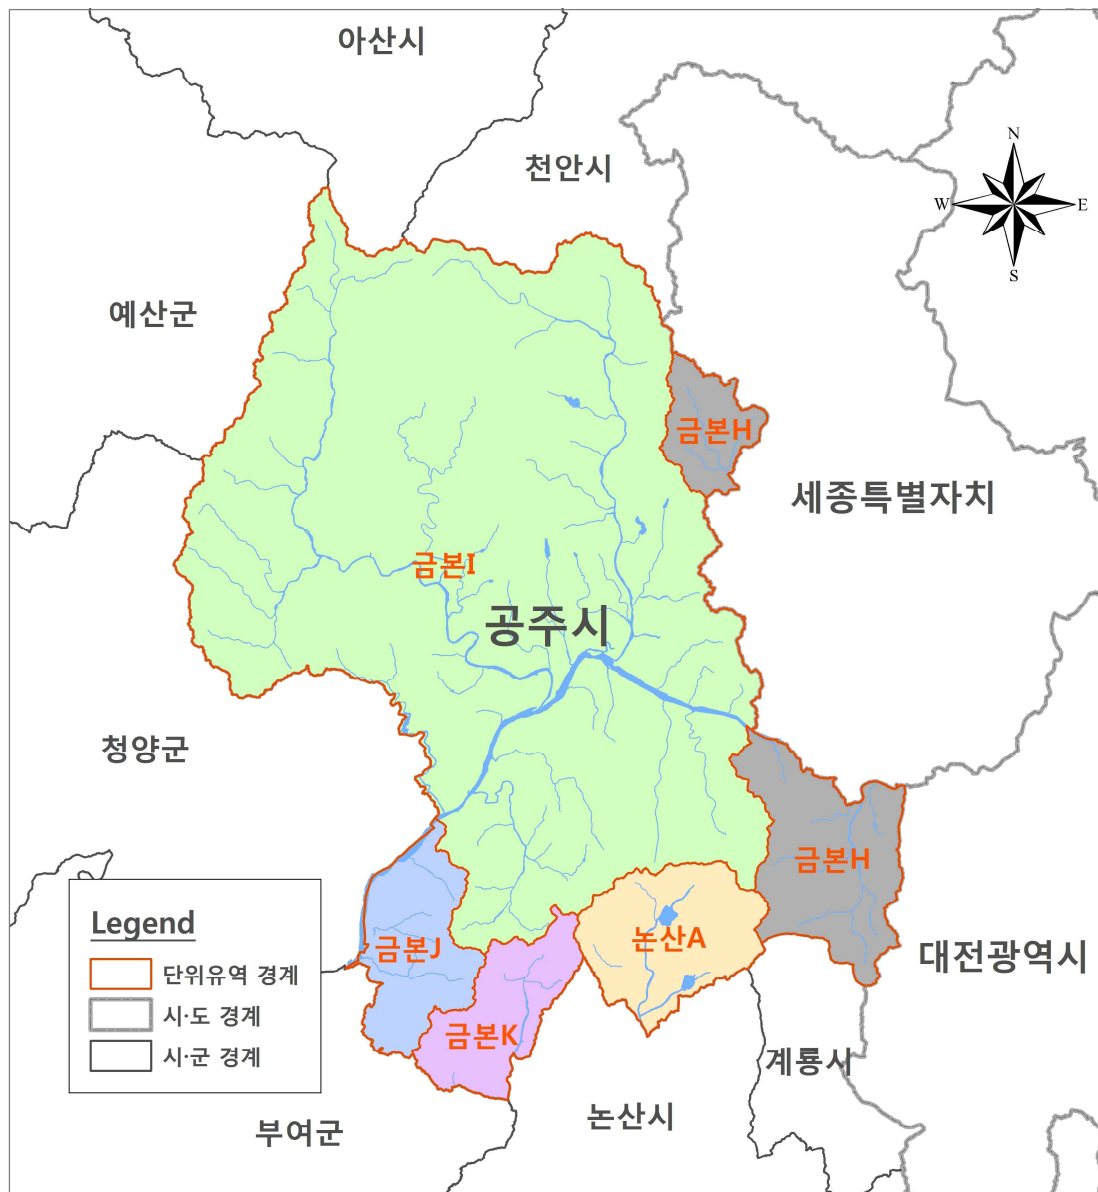 아산시
천안시
N
W
E
S
예산군
금본H
세종특별자치
금본I
공주시
청양군
금본H
Legend
단위유역 경계
시·도 경계
시·군 경계
금본J
논산A
대전광역시
금본K
계룡시
논산시
부여군